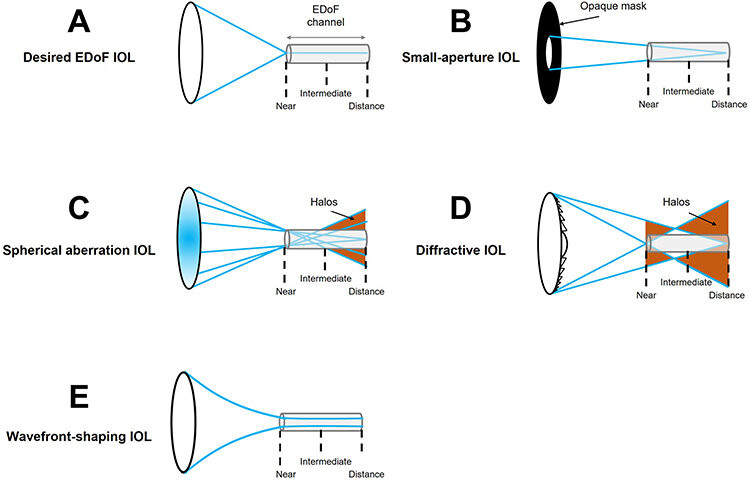 A
Desired EDoF IOL
EDoF
channel
Near
Intermediate
Distance
B
Small-aperture IOL
Opaque mask
Near
Intermediate
Distance
C
Spherical aberration IOL
Halos
Near
Intermediate
Distance
D
Diffractive IOL
Halos
Near
Intermediate
Distance
E
Wavefront-shaping IOL
Near
Intermediate
Distance